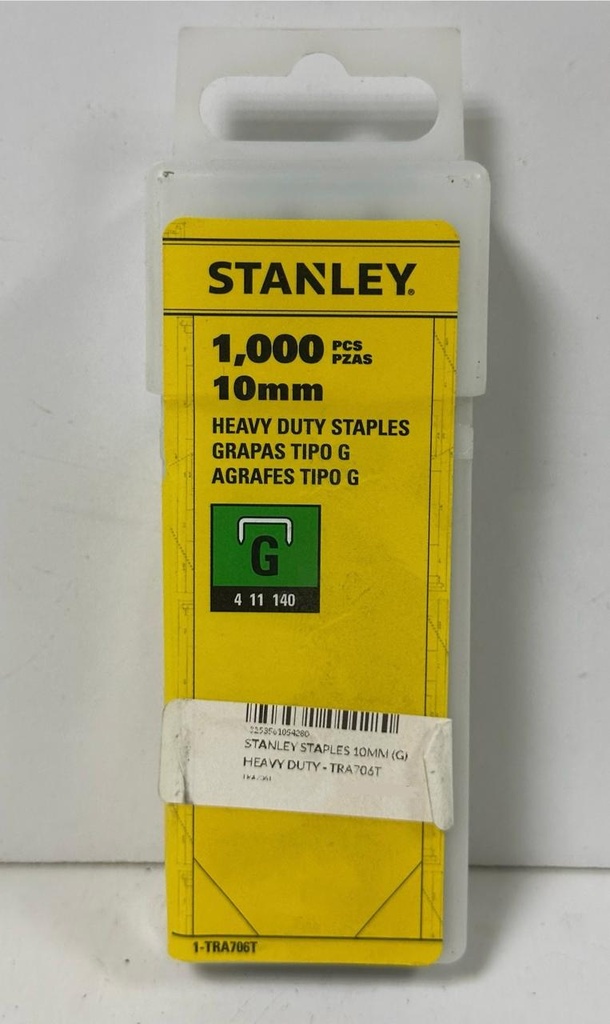 STANLEY®
1,000 PCS
PZAS
10mm
HEAVY DUTY STAPLES
GRAPAS TIPO G
AGRAFES TIPO G
G
4 11 140
STANLEY STAPLES 10MM (G)
HEAVY DUTY - TRA706T
TRA706T
1-TRA706T